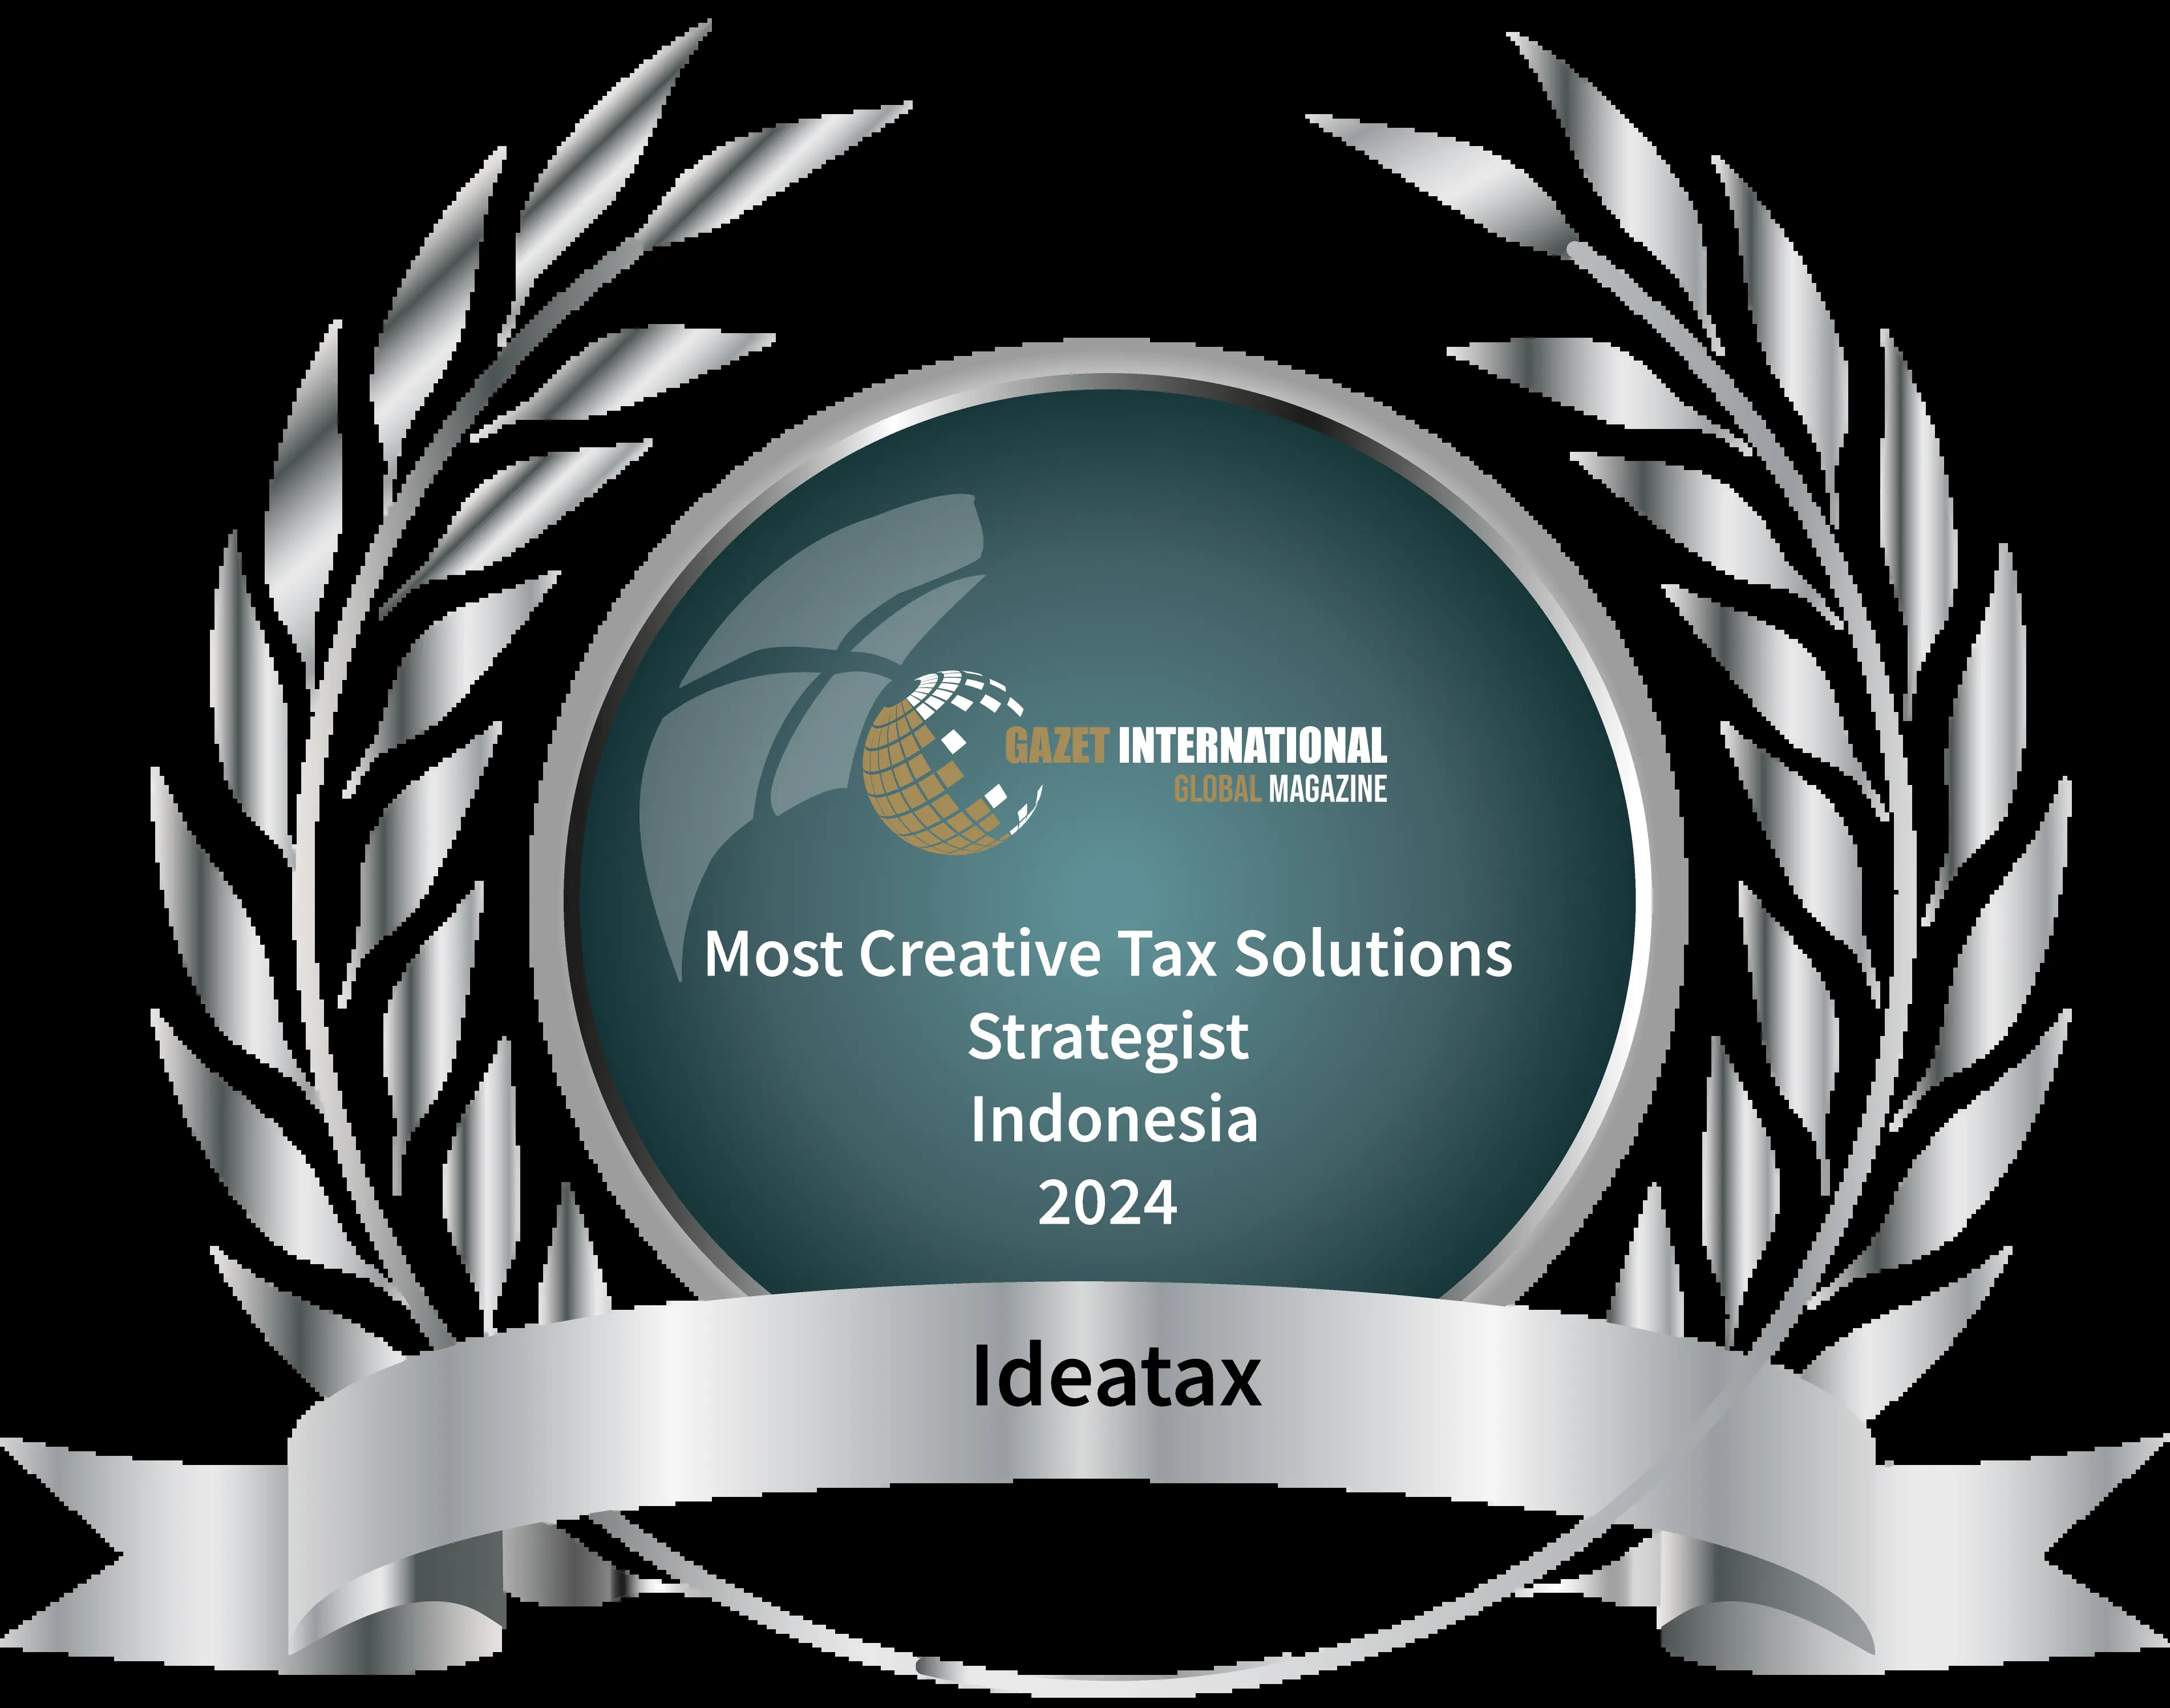 GAZET INTERNATIONAL
GLOBAL MAGAZINE
Most Creative Tax Solutions
Strategist
Indonesia
2024
Ideatax